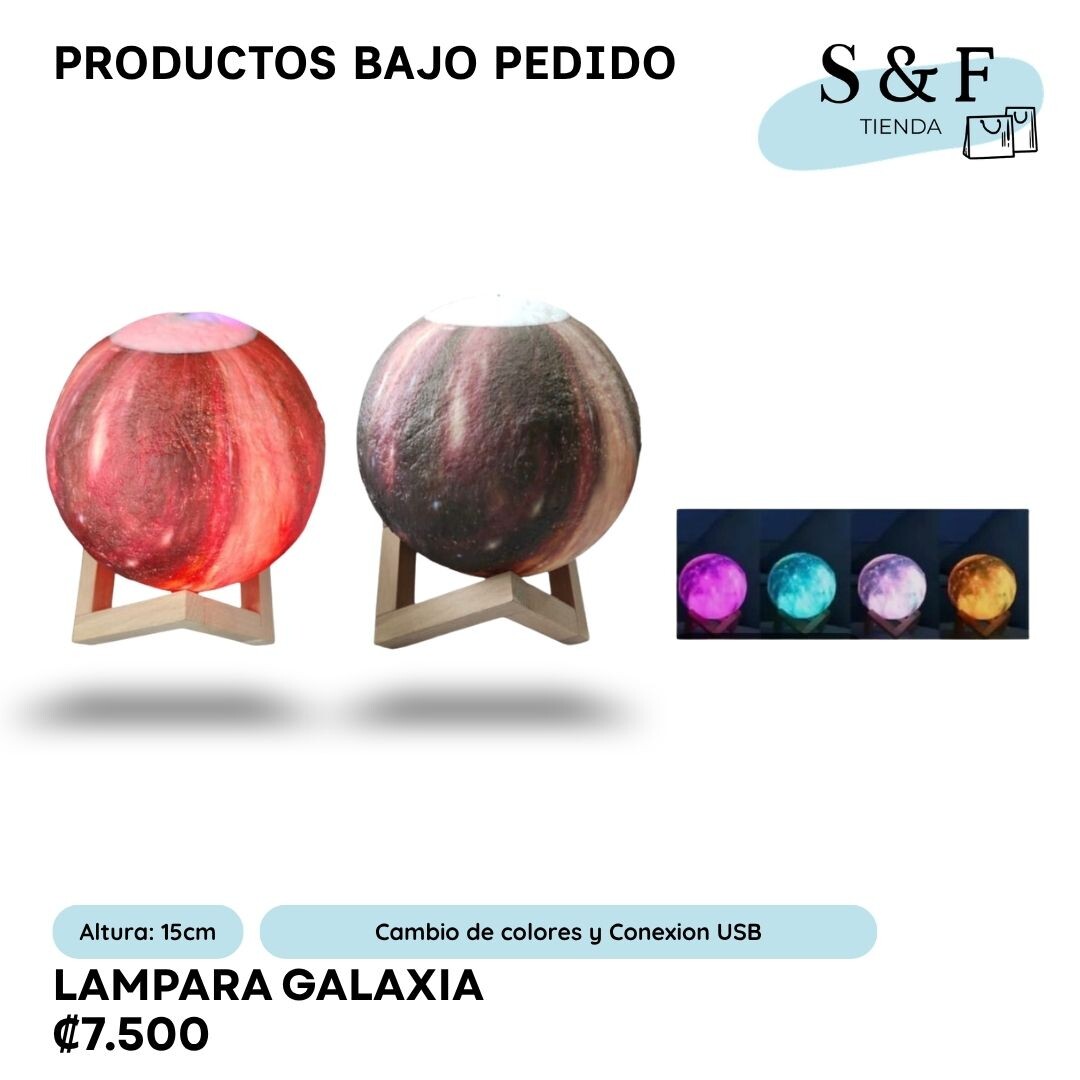 PRODUCTOS BAJO PEDIDO
S & F
TIENDA
Altura: 15cm
Cambio de colores y Conexion USB
LAMPARA GALAXIA
₡7.500